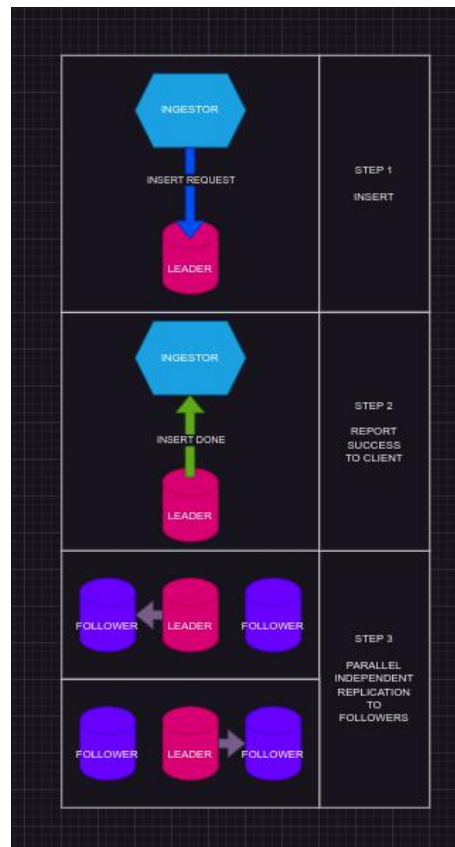 INGESTOR
INSERT REQUEST
LEADER
STEP 1
INSERT
INGESTOR
INSERT DONE
LEADER
STEP 2
REPORT
SUCCESS
TO CLIENT
FOLLOWER
LEADER
FOLLOWER
FOLLOWER
LEADER
FOLLOWER
STEP 3
PARALLEL
INDEPENDENT
REPLICATION
TO
FOLLOWERS